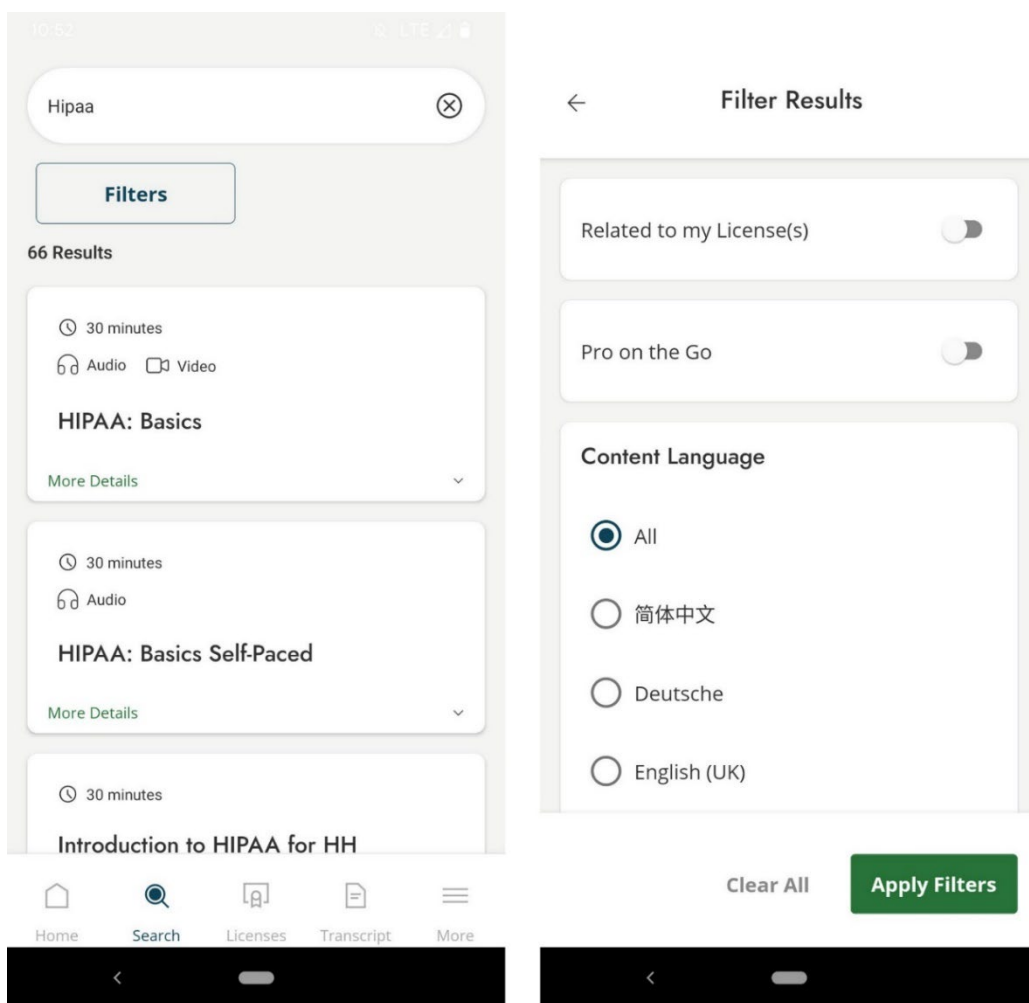 10:52
LTE
Hipaa
Filters
66 Results
30 minutes
Audio Video
HIPAA: Basics
More Details
30 minutes
Audio
HIPAA: Basics Self-Paced
More Details
30 minutes
Introduction to HIPAA for HH
Home Search Licenses Transcript More
Filter Results
Related to my License(s)
Pro on the Go
Content Language
All
简体中文
Deutsche
English (UK)
Clear All Apply Filters